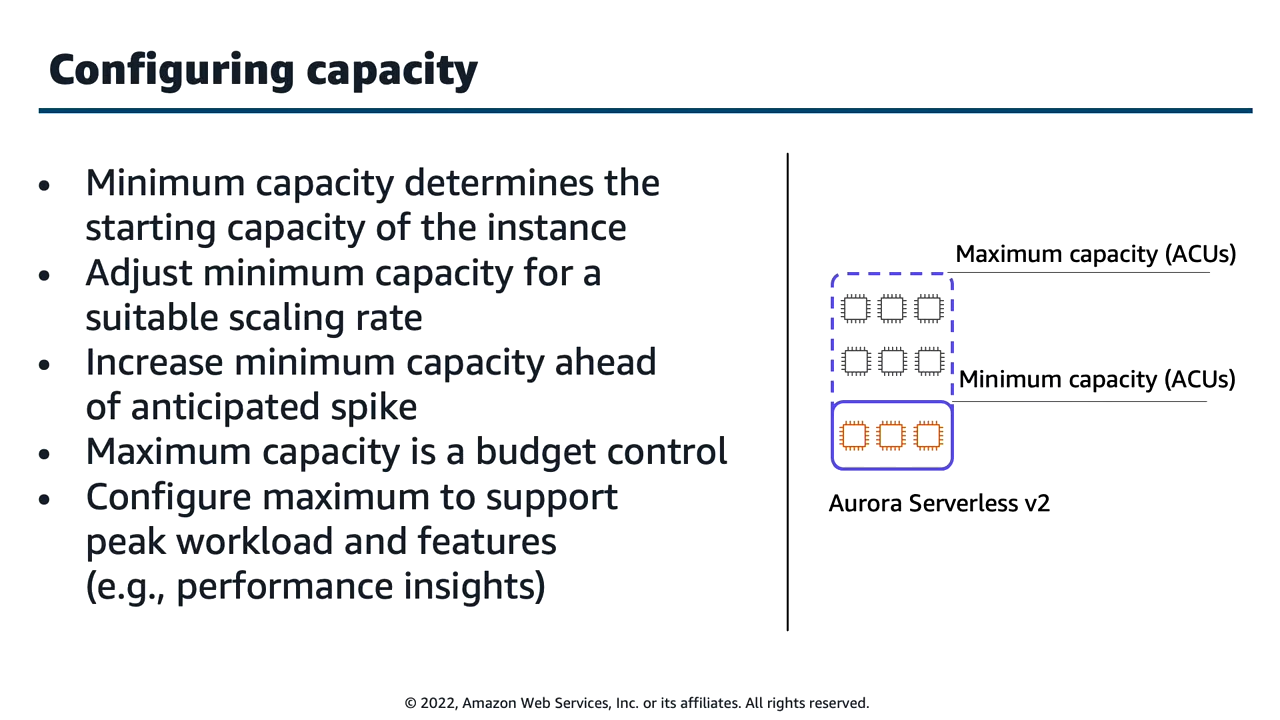 Configuring capacity
• Minimum capacity determines the
starting capacity of the instance
• Adjust minimum capacity for a
suitable scaling rate
• Increase minimum capacity ahead
of anticipated spike
• Maximum capacity is a budget control
• Configure maximum to support
peak workload and features
(e.g., performance insights)
Maximum capacity (ACUs)
Minimum capacity (ACUs)
Aurora Serverless v2
© 2022, Amazon Web Services, Inc. or its affiliates. All rights reserved.